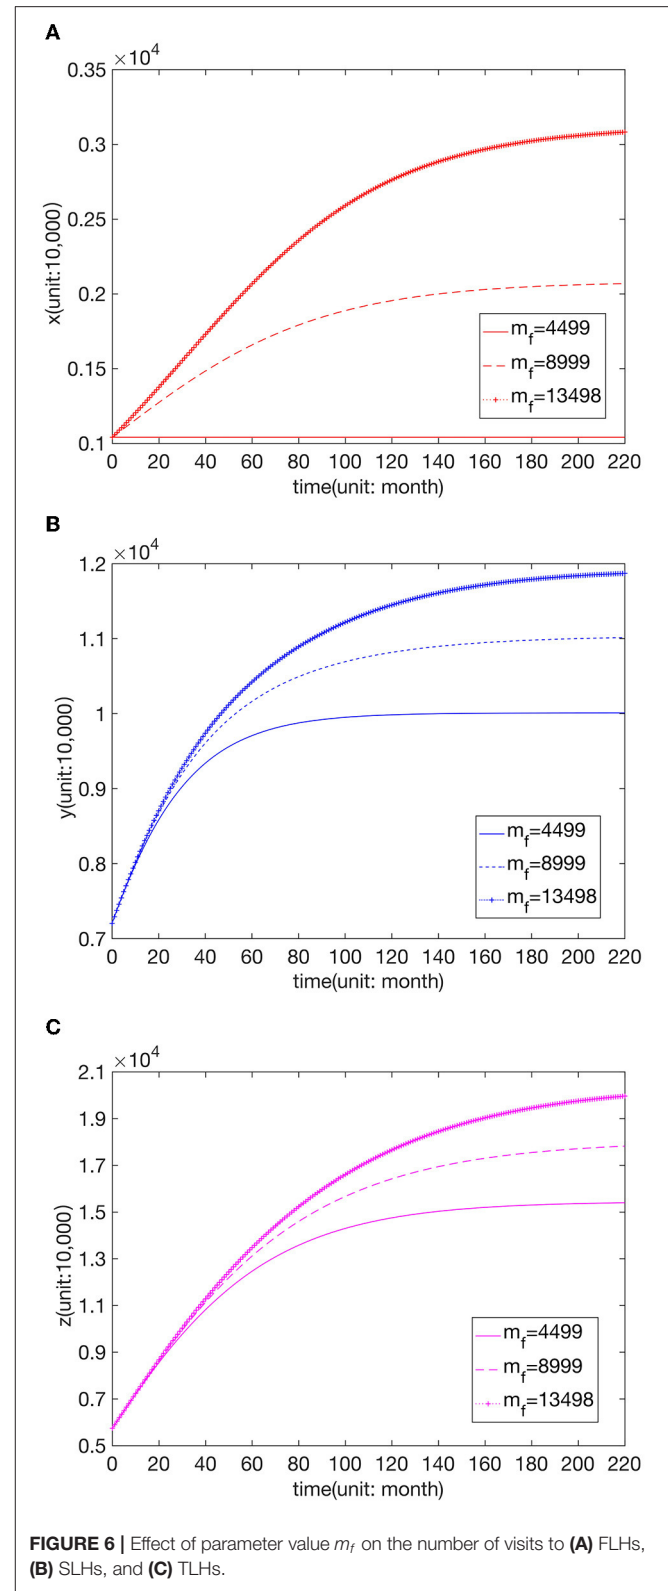 A
×10⁴
0.35
0.3
0.25
0.2
0.15
0.1
x(unit:10,000)
m_f=4499
m_f=8999
m_f=13498
0 20 40 60 80 100 120 140 160 180 200 220
time(unit: month)
B
×10⁴
1.2
1.1
1
0.9
0.8
0.7
y(unit:10,000)
m_f=4499
m_f=8999
m_f=13498
0 20 40 60 80 100 120 140 160 180 200 220
time(unit: month)
C
×10⁴
2.1
1.9
1.7
1.5
1.3
1.1
0.9
0.7
0.5
z(unit:10,000)
m_f=4499
m_f=8999
m_f=13498
0 20 40 60 80 100 120 140 160 180 200 220
time(unit: month)
FIGURE 6 | Effect of parameter value m_f on the number of visits to (A) FLHs,
(B) SLHs, and (C) TLHs.